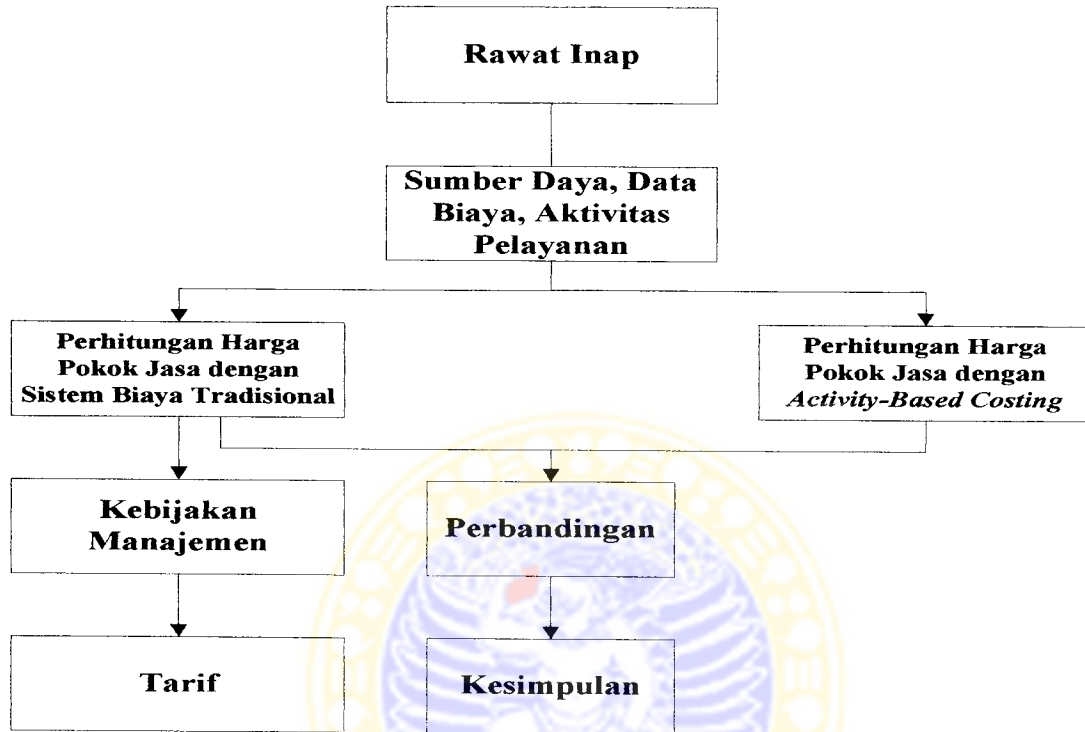 Rawat Inap
Sumber Daya, Data
Biaya, Aktivitas
Pelayanan
Perhitungan Harga
Pokok Jasa dengan
Sistem Biaya Tradisional
Perhitungan Harga
Pokok Jasa dengan
Activity-Based Costing
Kebijakan
Manajemen
Perbandingan
Tarif
Kesimpulan